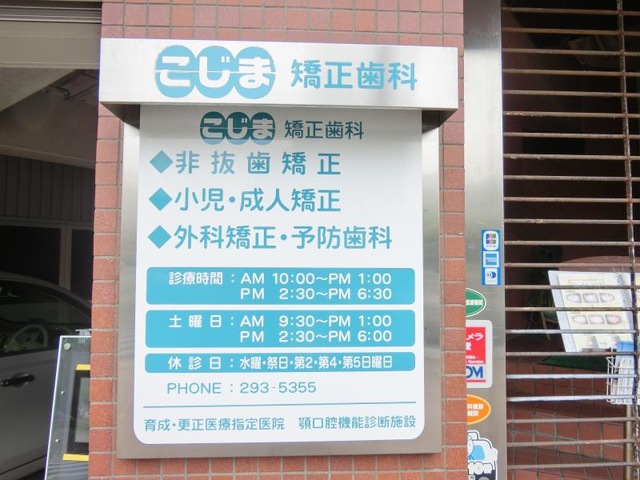 こじま 矯正歯科
こじま 矯正歯科
◆非抜歯矯正
◆小児・成人矯正
◆外科矯正・予防歯科
診療時間：AM 10:00～PM 1:00
PM 2:30～PM 6:30
土曜日：AM 9:30～PM 1:00
PM 2:30～PM 6:00
休診日：水曜・祭日・第2・第4・第5日曜日
PHONE：293-5355
育成・更正医療指定医院 顎口腔機能診断施設
JCB
カメラ